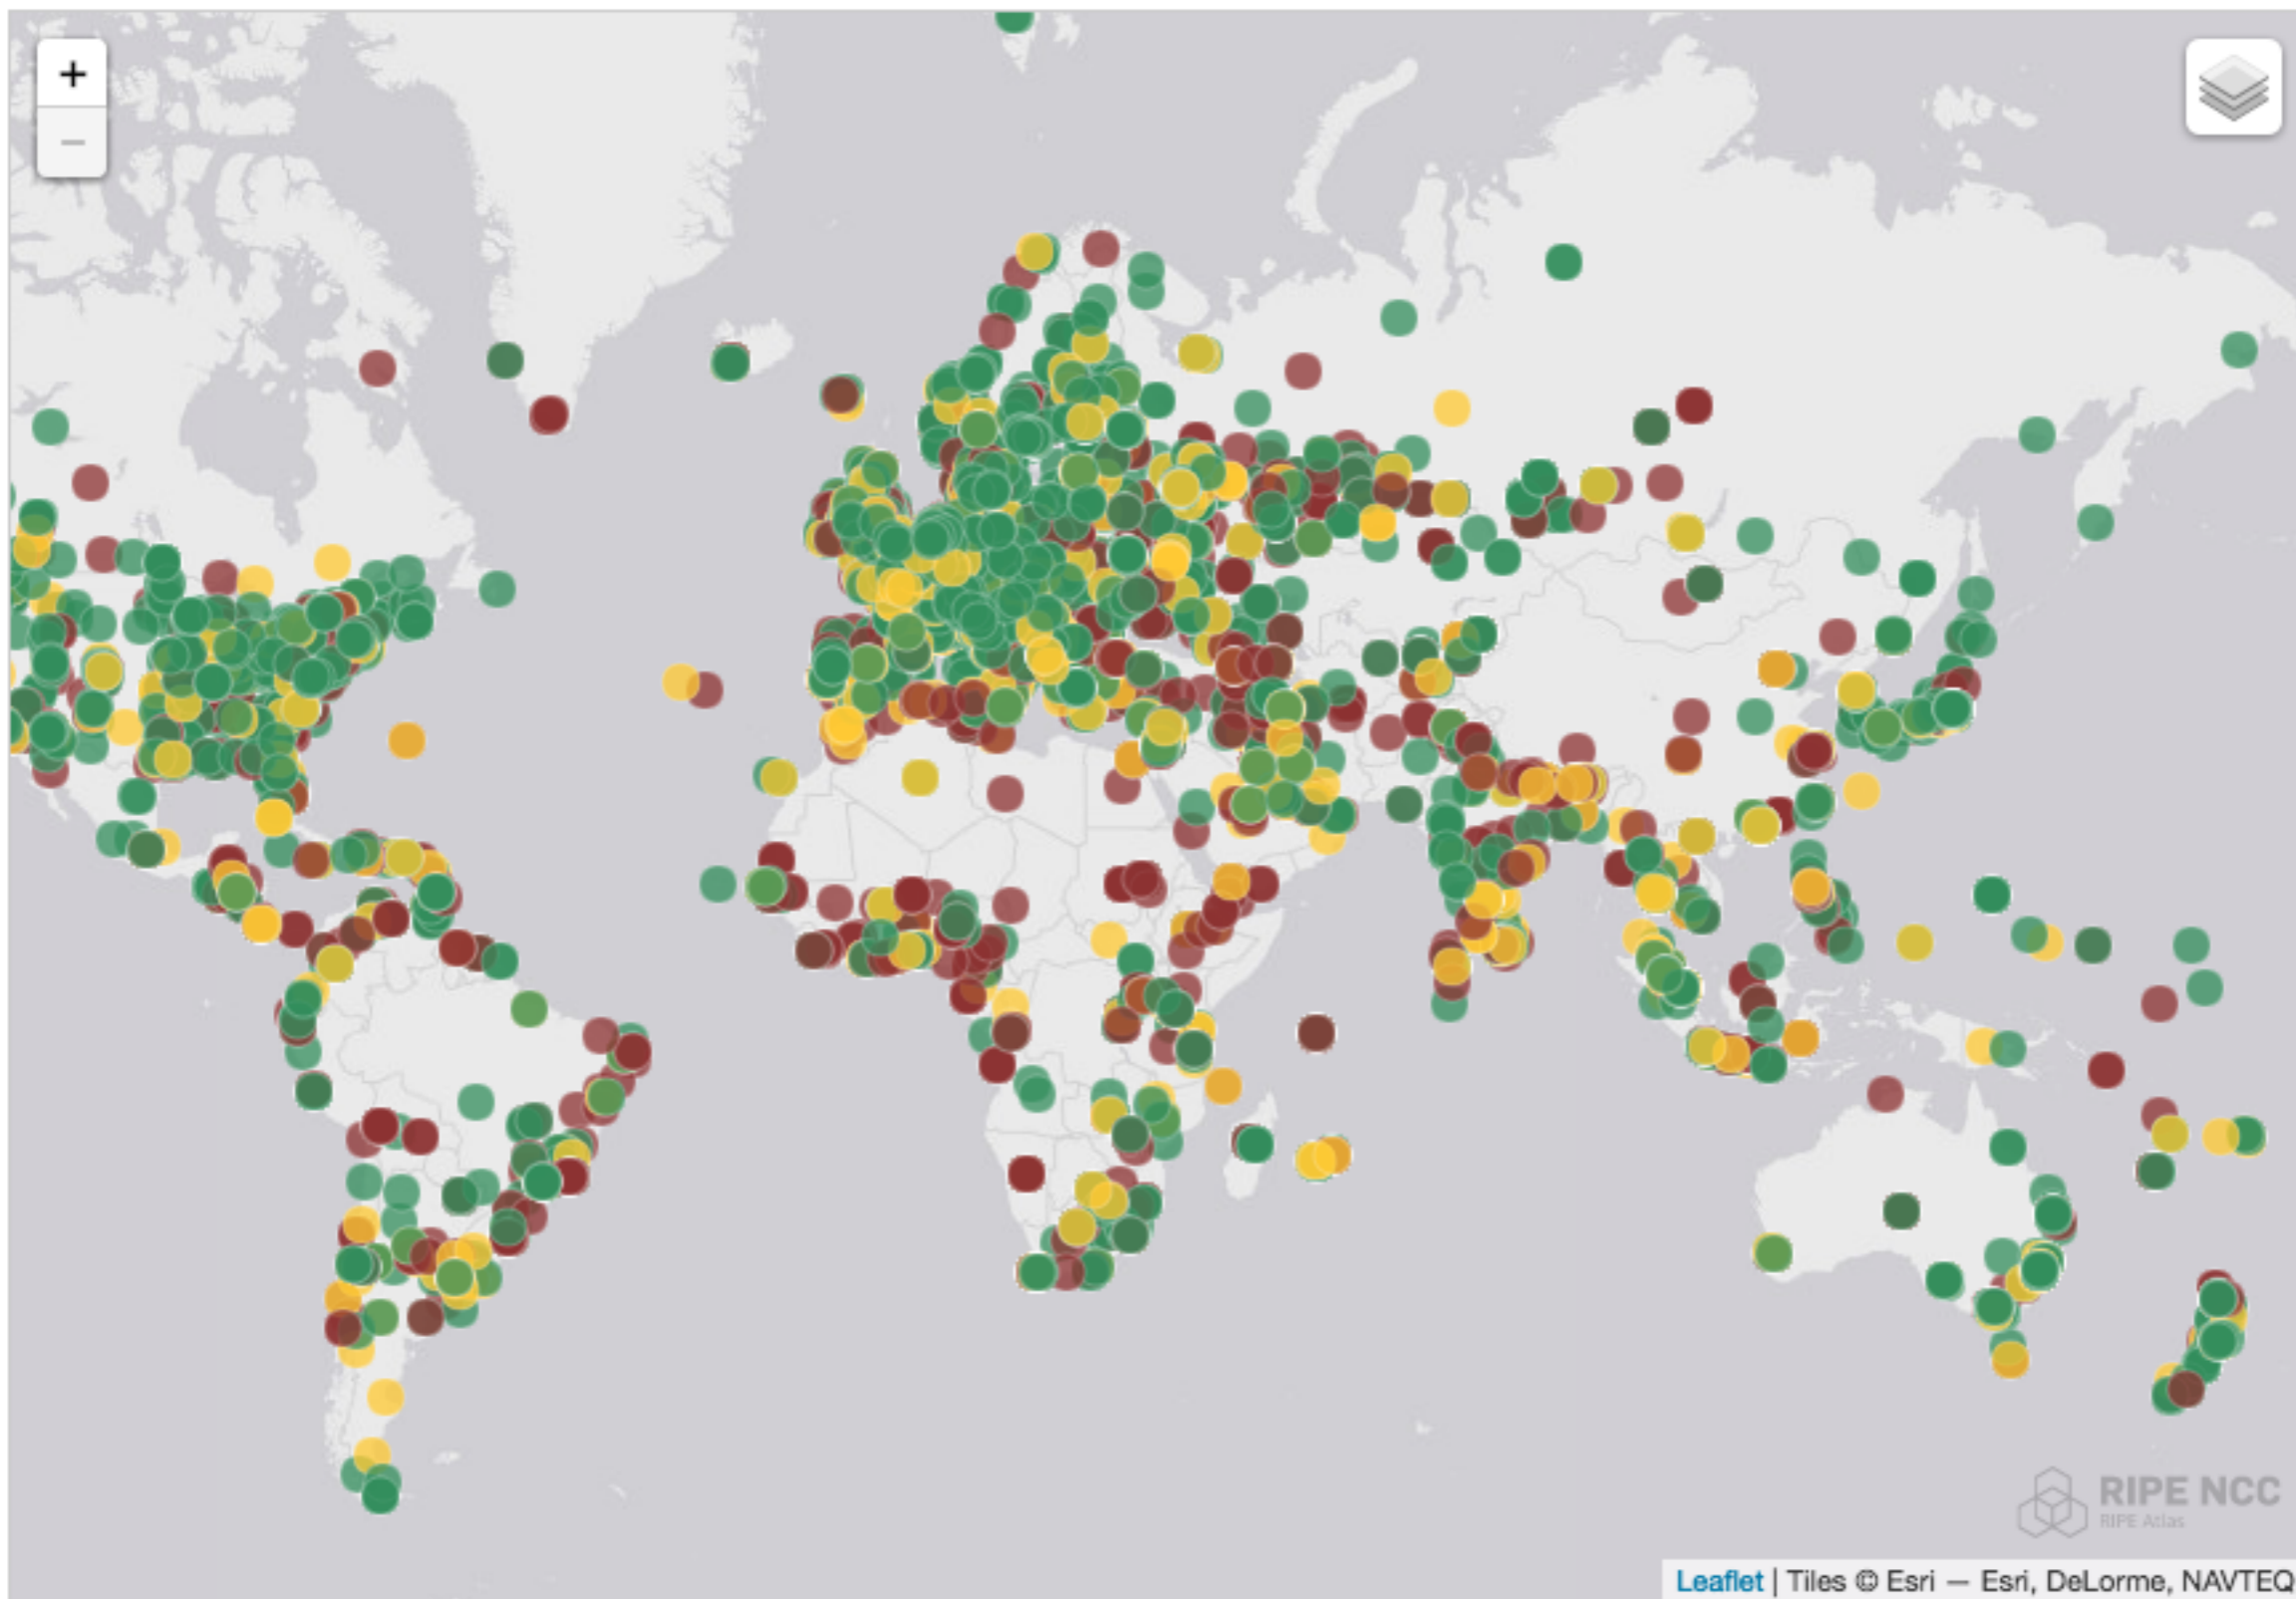 +
−
RIPE NCC
RIPE Atlas
Leaflet | Tiles © Esri — Esri, DeLorme, NAVTEQ